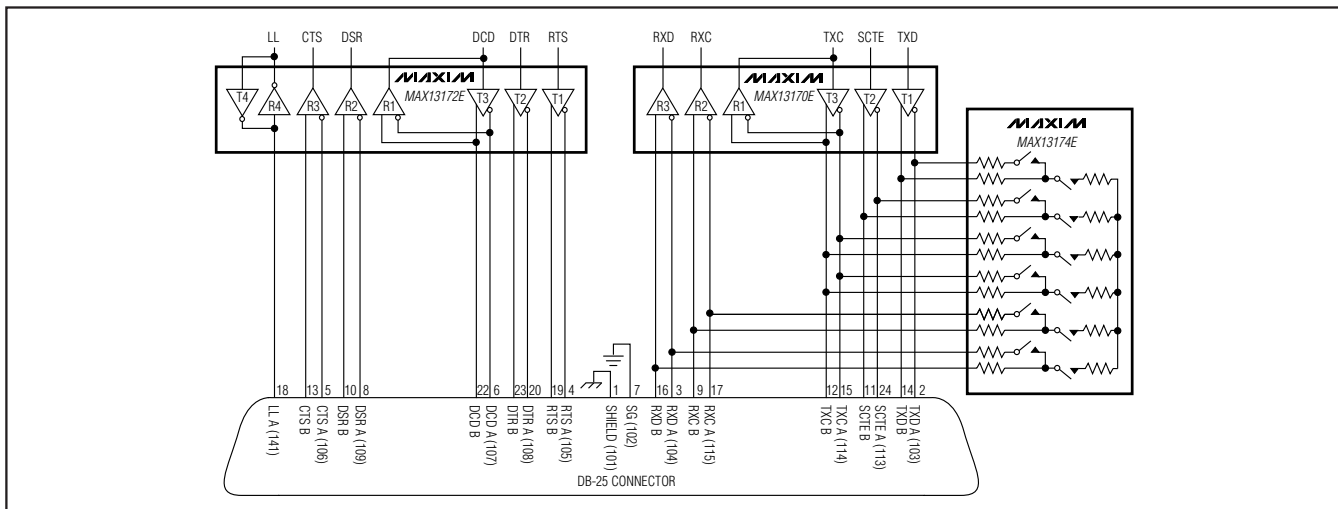 LL CTS DSR DCD DTR RTS RXD RXC TXC SCTE TXD
MAXIM
MAX13172E
T4 R4 R3 R2 R1 T3 T2 T1
MAXIM
MAX13170E
R3 R2 R1 T3 T2 T1
MAXIM
MAX13174E
18 13 5 10 8 22 6 23 20 19 4 1 7 16 3 9 17 12 15 11 24 14 2
LL A (141)
CTS B
CTS A (106)
DSR B
DSR A (109)
DCD B
DCD A (107)
DTR B
DTR A (108)
RTS B
RTS A (105)
SHIELD (101)
SG (102)
RXD B
RXD A (104)
RXC B
RXC A (115)
TXC B
TXC A (114)
SCTE B
SCTE A (113)
TXD B
TXD A (103)
DB-25 CONNECTOR